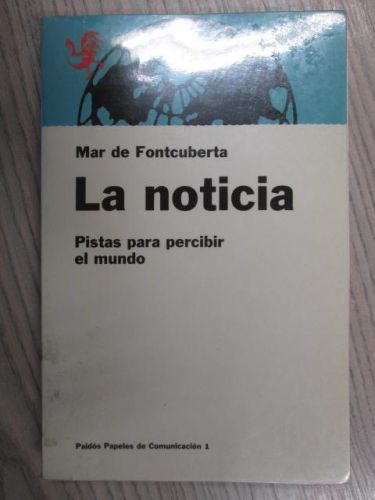 Mar de Fontcuberta
La noticia
Pistas para percibir
el mundo
Paidós Papeles de Comunicación 1